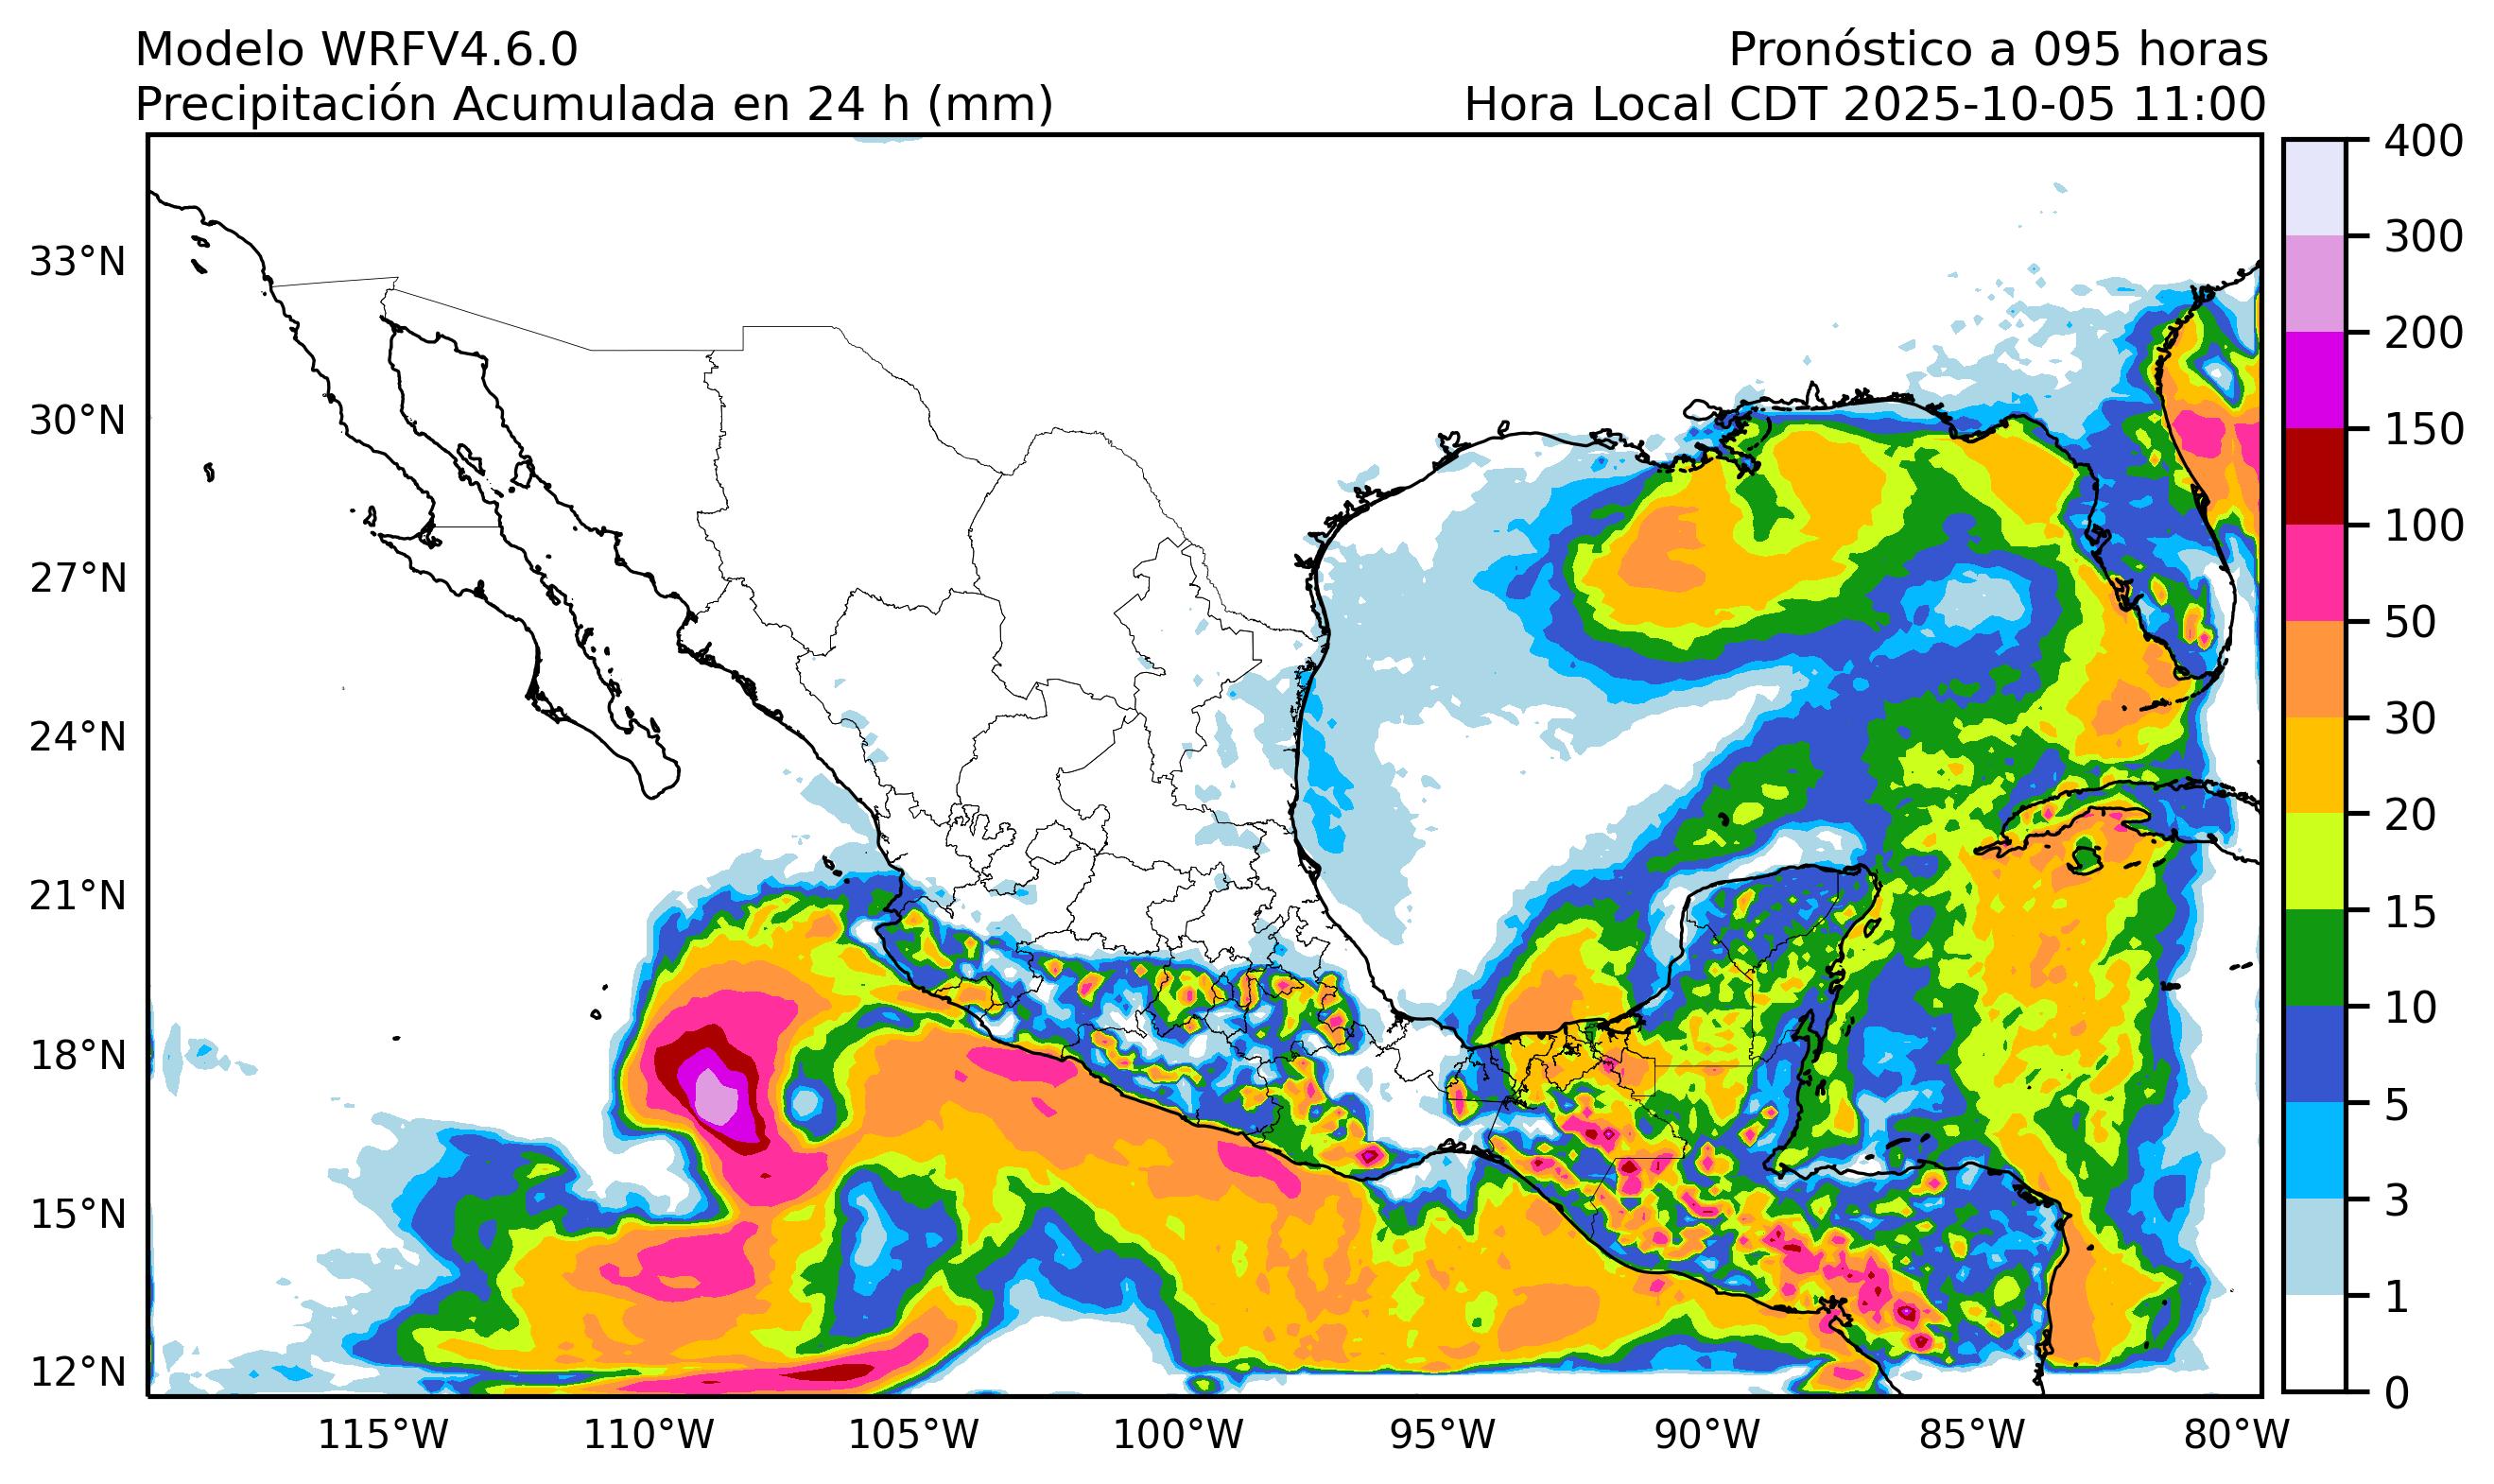 Modelo WRFV4.6.0
Pronóstico a 095 horas
Precipitación Acumulada en 24 h (mm)
Hora Local CDT 2025-10-05 11:00
33°N
30°N
27°N
24°N
21°N
18°N
15°N
12°N
115°W
110°W
105°W
100°W
95°W
90°W
85°W
80°W
400
300
200
150
100
50
30
20
15
10
5
3
1
0